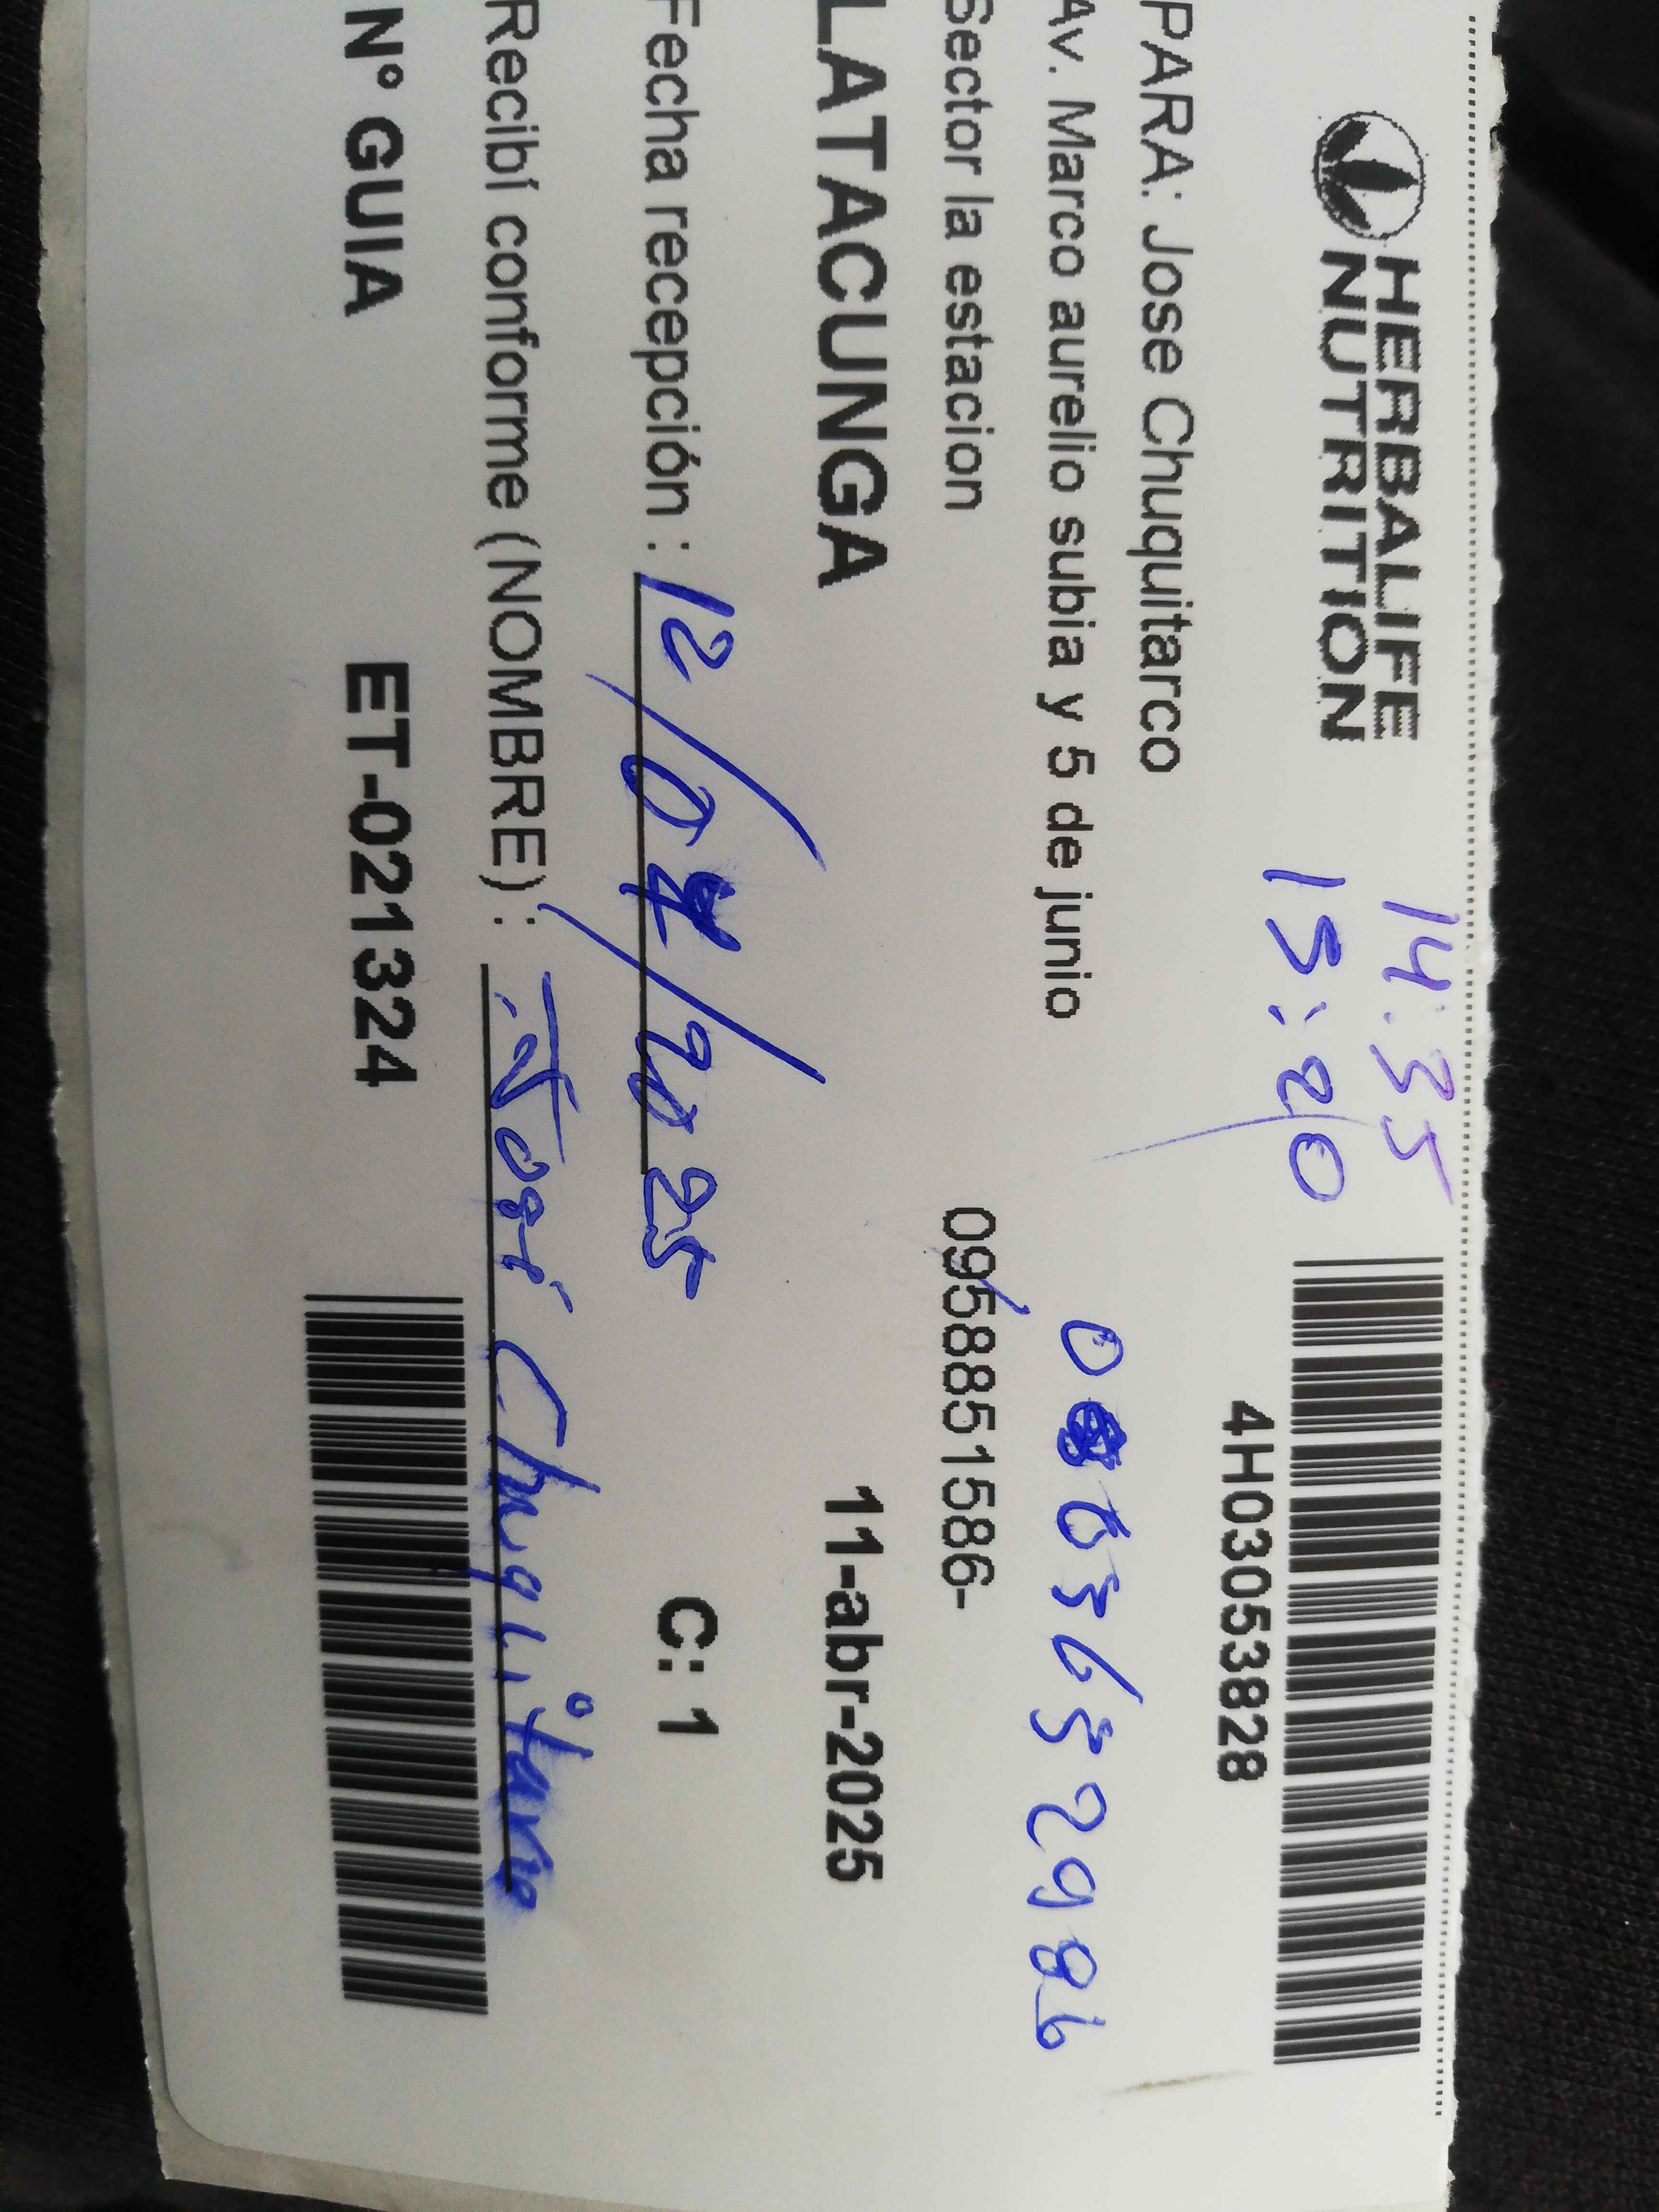 HERBALIFE
NUTRITION
14:35
15:20
4H03053828
PARA: Jose Chuquitarco
Av. Marco aurelio subia y 5 de junio
Sector la estacion
0958851586-
LATACUNGA
11-abr-2025
Fecha recepción : 12/04/2025
C: 1
Recibí conforme (NOMBRE) : José Chuquitarco
N° GUIA
ET-021324